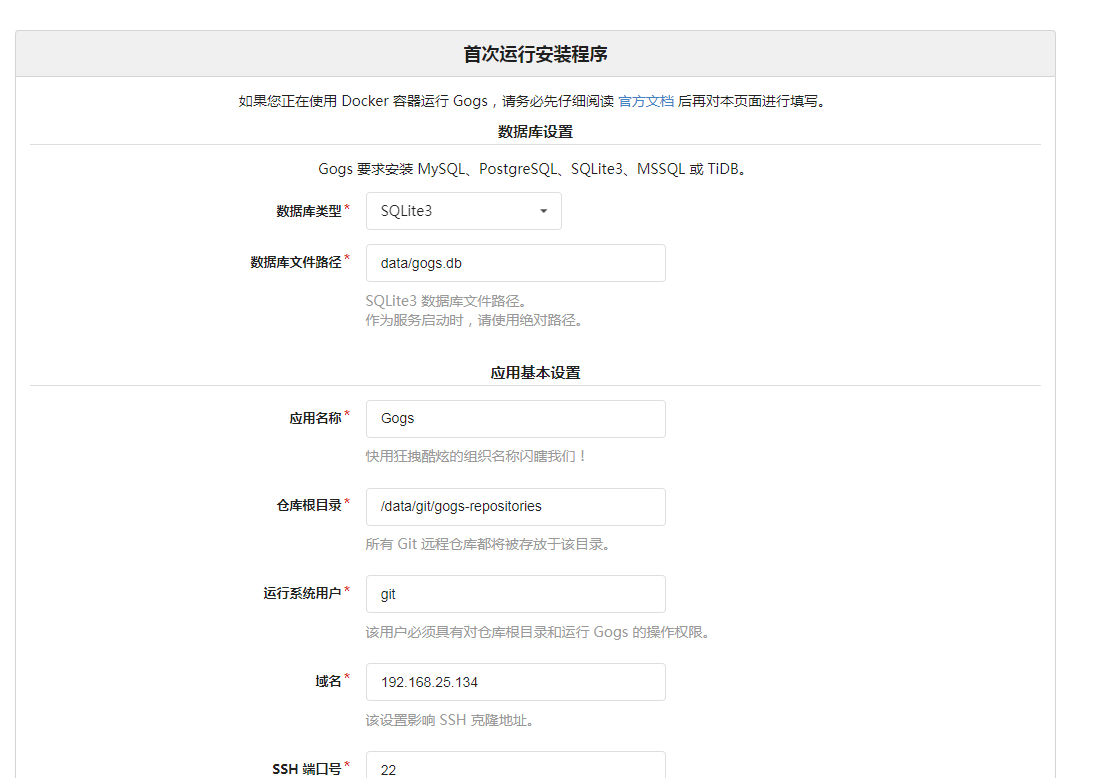 首次运行安装程序
如果您正在使用 Docker 容器运行 Gogs，请务必先仔细阅读 官方文档 后再对本页面进行填写。
数据库设置
Gogs 要求安装 MySQL、PostgreSQL、SQLite3、MSSQL 或 TiDB。
数据库类型* SQLite3
数据库文件路径* data/gogs.db
SQLite3 数据库文件路径。
作为服务启动时，请使用绝对路径。
应用基本设置
应用名称* Gogs
快用狂拽酷炫的组织名称闪瞎我们！
仓库根目录* /data/git/gogs-repositories
所有 Git 远程仓库都将被存放于该目录。
运行系统用户* git
该用户必须具有对仓库根目录和运行 Gogs 的操作权限。
域名* 192.168.25.134
该设置影响 SSH 克隆地址。
SSH 端口号* 22